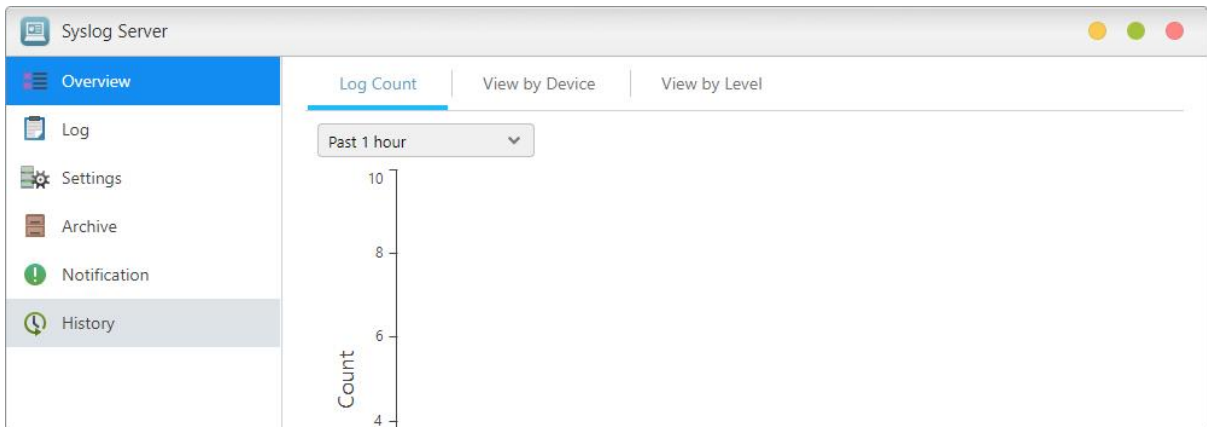 Syslog Server
Overview
Log
Settings
Archive
Notification
History
Log Count
View by Device
View by Level
Past 1 hour
10
8
6
4
Count